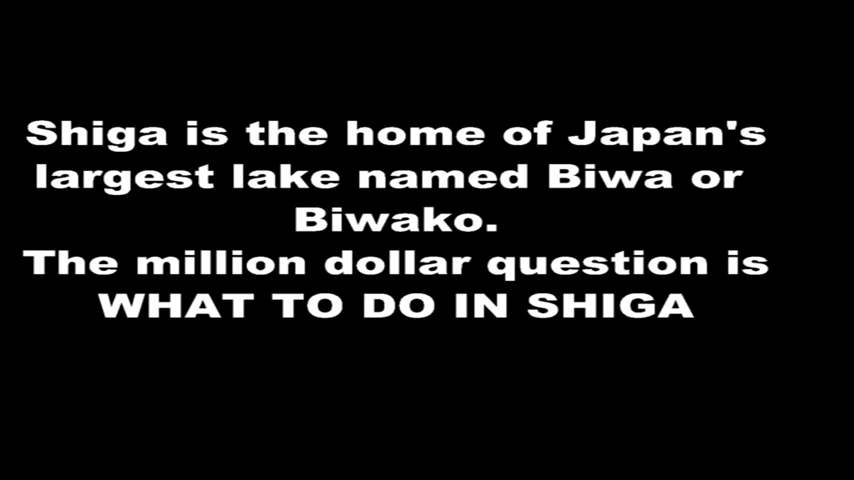 Shiga is the home of Japan's
largest lake named Biwa or
Biwako.
The million dollar question is
WHAT TO DO IN SHIGA